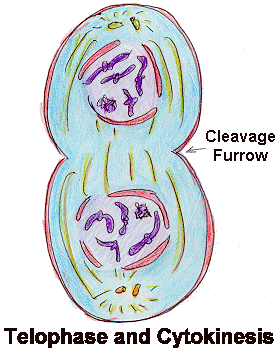 Cleavage
Furrow
Telophase and Cytokinesis